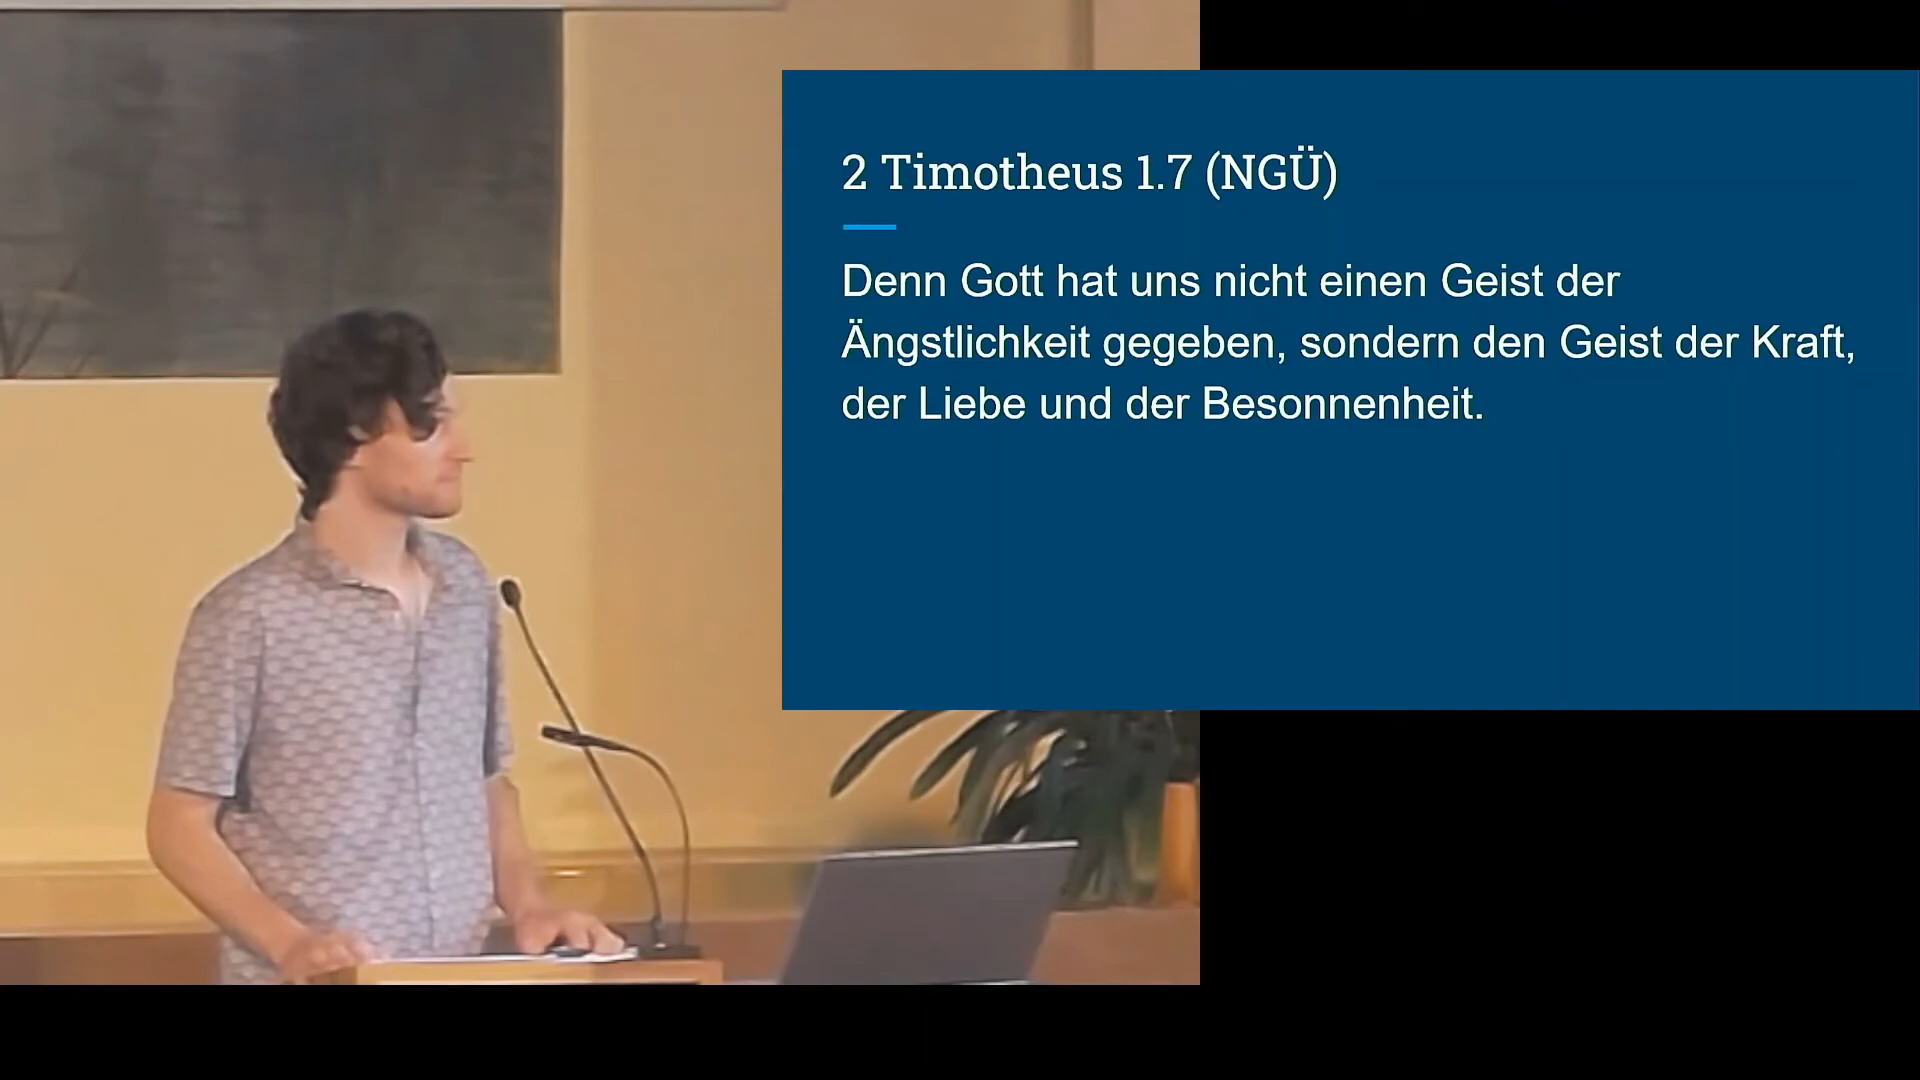 2 Timotheus 1.7 (NGÜ)
Denn Gott hat uns nicht einen Geist der
Ängstlichkeit gegeben, sondern den Geist der Kraft,
der Liebe und der Besonnenheit.